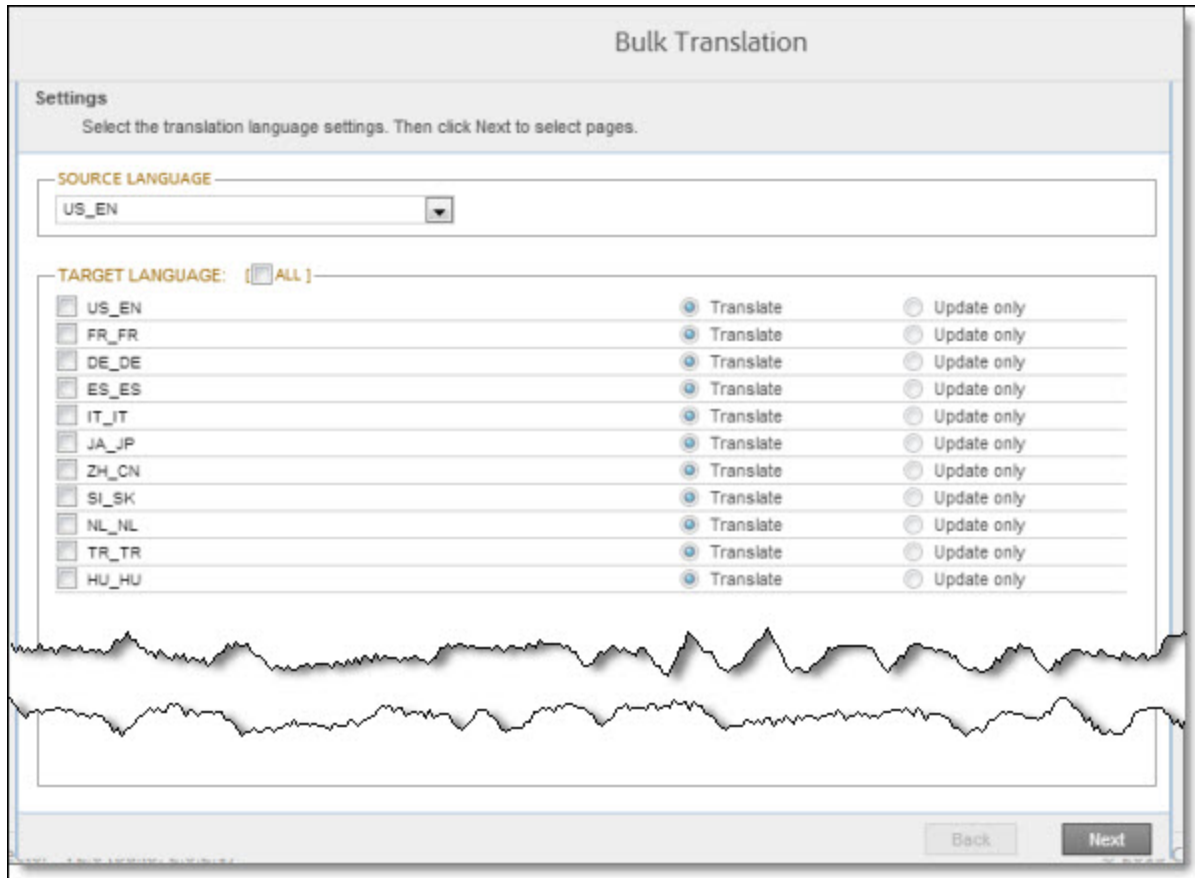 Bulk Translation
Settings
Select the translation language settings. Then click Next to select pages.
SOURCE LANGUAGE
US_EN
TARGET LANGUAGE: [ ALL ]
US_EN Translate Update only
FR_FR Translate Update only
DE_DE Translate Update only
ES_ES Translate Update only
IT_IT Translate Update only
JA_JP Translate Update only
ZH_CN Translate Update only
SI_SK Translate Update only
NL_NL Translate Update only
TR_TR Translate Update only
HU_HU Translate Update only
Back Next